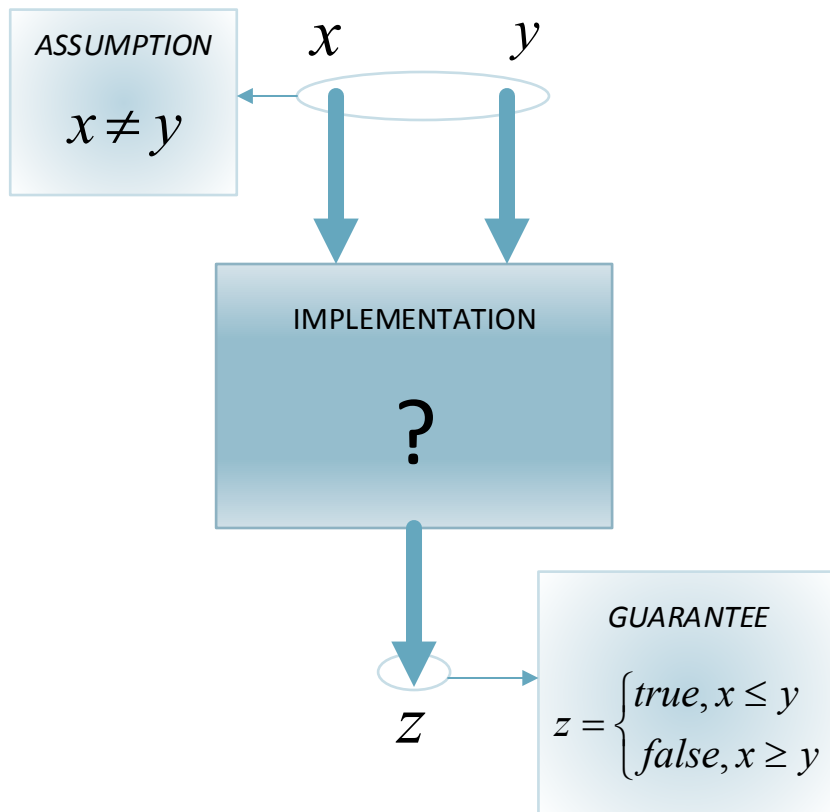 ASSUMPTION
x ≠ y
x y
IMPLEMENTATION
?
z
GUARANTEE
z = { true, x ≤ y
false, x ≥ y